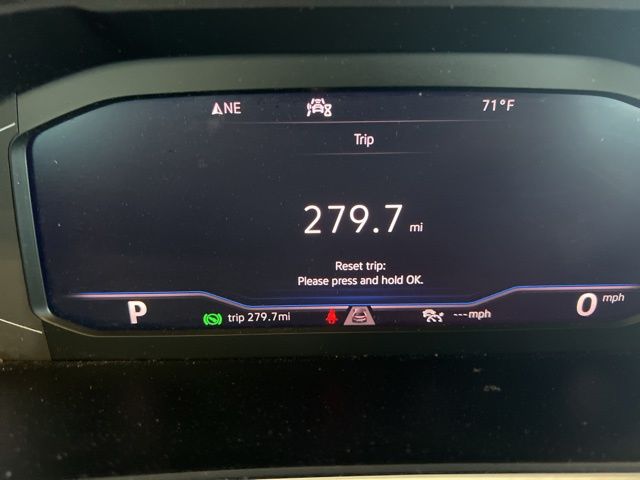 NE
71°F
Trip
279.7 mi
Reset trip:
Please press and hold OK.
P
trip 279.7mi
---mph
0 mph